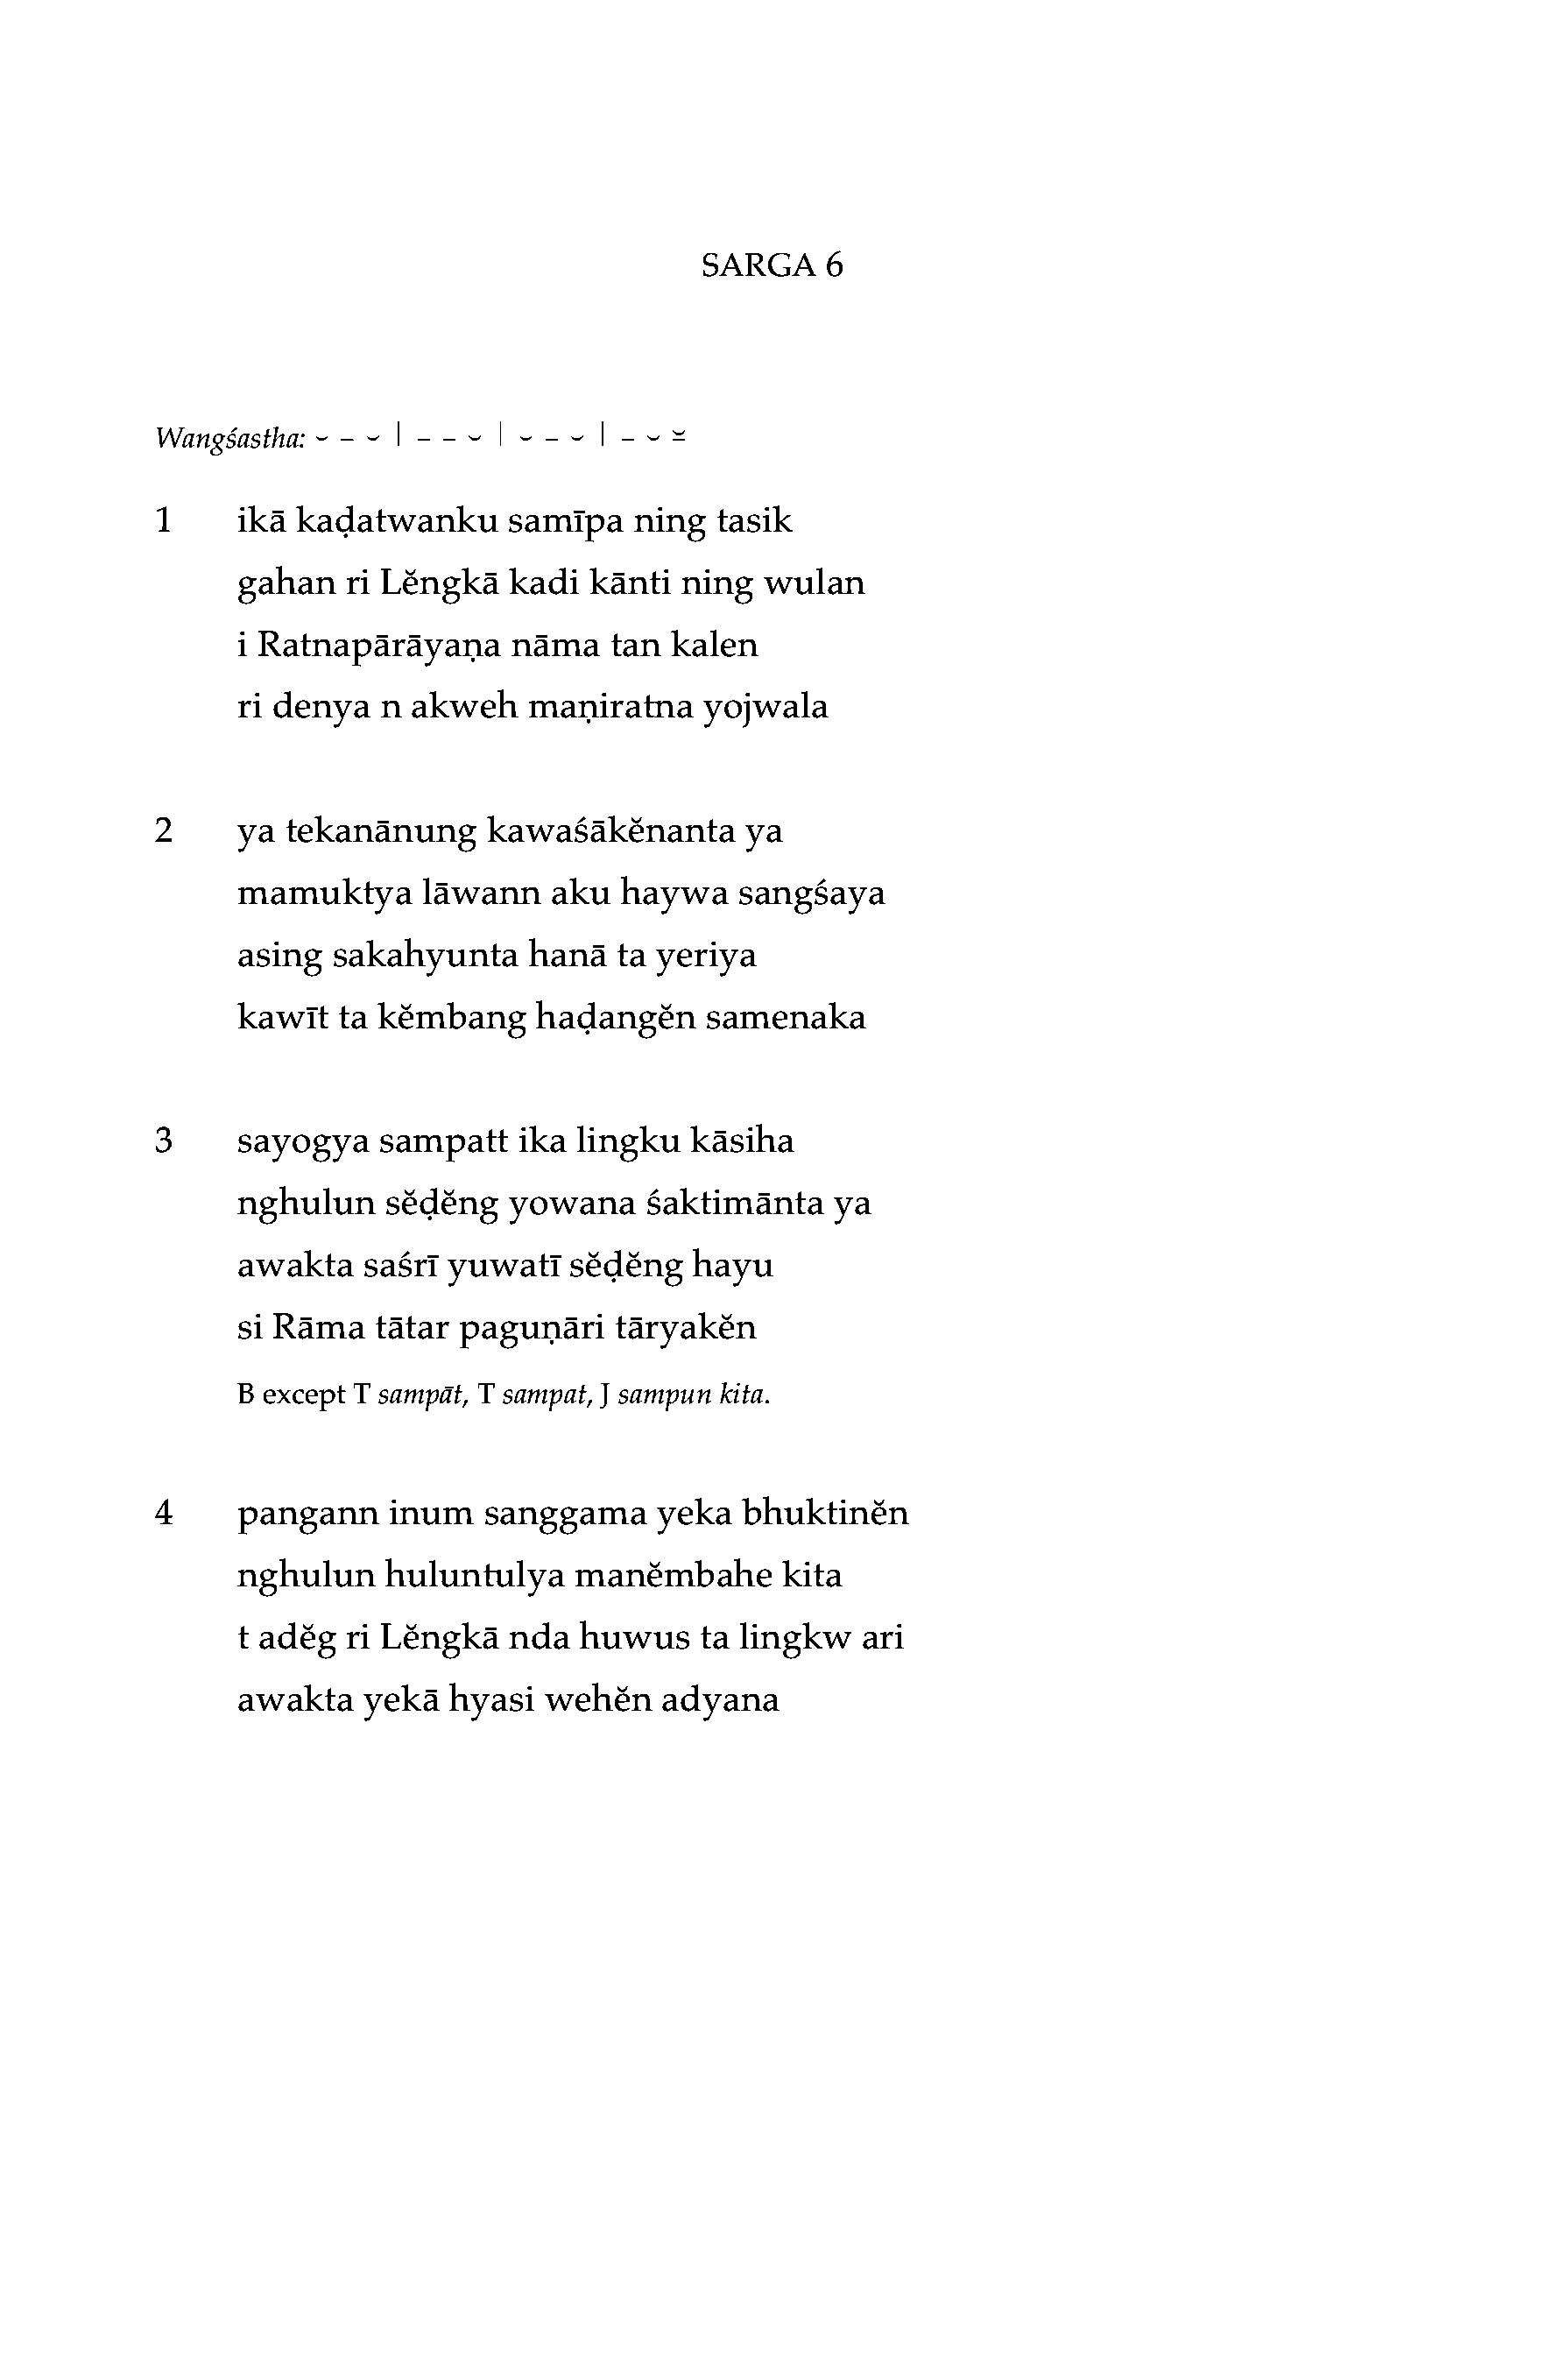 SARGA 6
Wangśastha: ⏑ – ⏑ | – – ⏑ | ⏑ – ⏑ | – ⏑ ⏓
1 ikā kaḍatwanku samīpa ning tasik
gahan ri Lĕngkā kadi kānti ning wulan
i Ratnapārāyaṇa nāma tan kalen
ri denya n akweh maṇiratna yojwala
2 ya tekanānung kawaśākĕnanta ya
mamuktya lāwann aku haywa sangśaya
asing sakahyunta hanā ta yeriya
kawīt ta kĕmbang haḍangĕn samenaka
3 sayogya sampatt ika lingku kāsiha
nghulun sĕḍĕng yowana śaktimānta ya
awakta saśrī yuwatī sĕḍĕng hayu
si Rāma tātar paguṇāri tāryakĕn
B except T sampāt, T sampat, J sampun kita.
4 pangann inum sanggama yeka bhuktinĕn
nghulun huluntulya manĕmbahe kita
t adĕg ri Lĕngkā nda huwus ta lingkw ari
awakta yekā hyasi wehĕn adyana